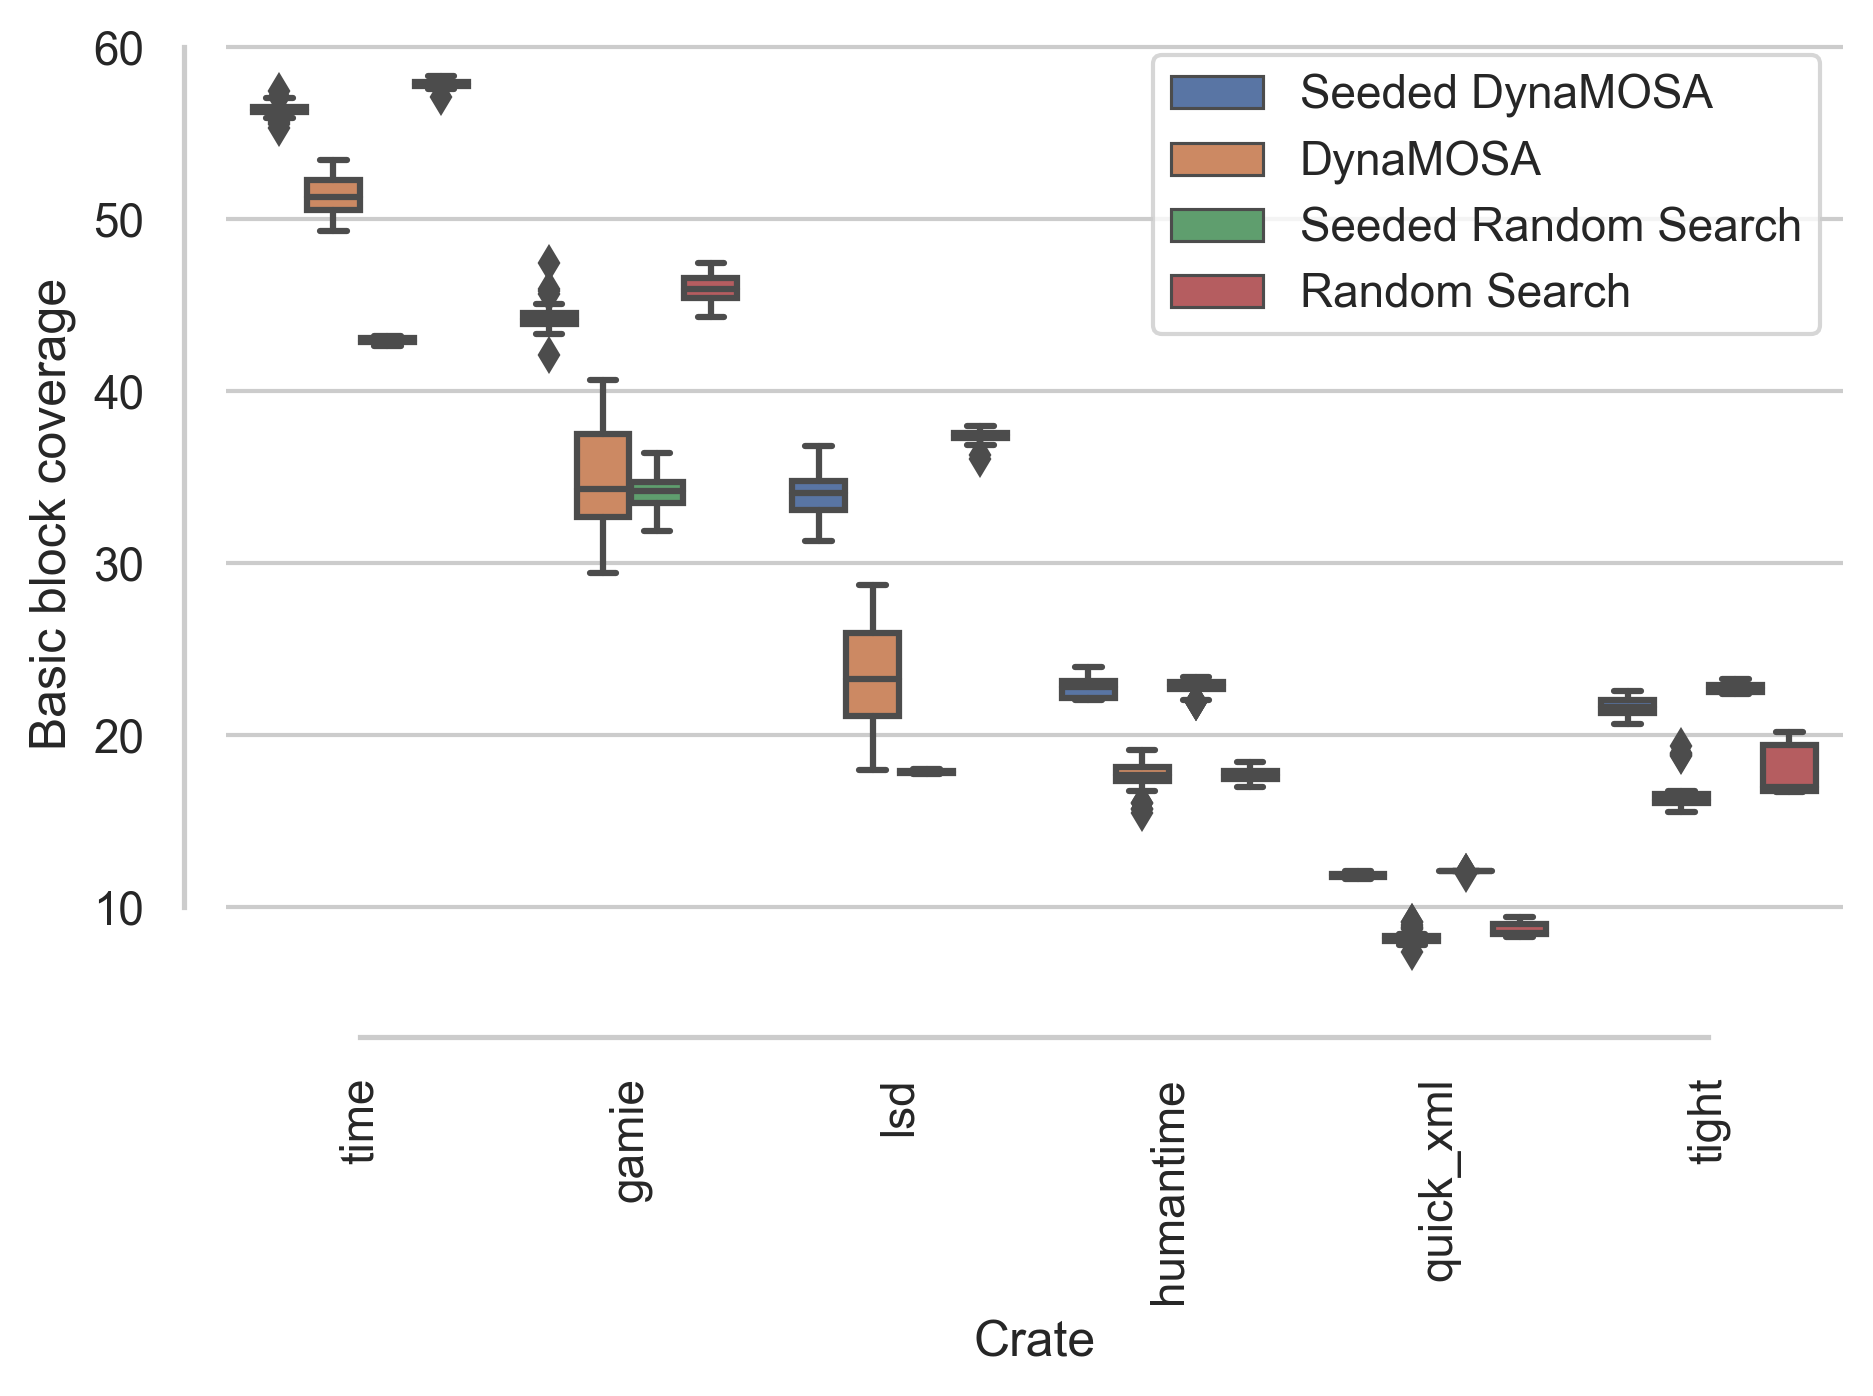 60
50
40
30
20
10
Basic block coverage
Seeded DynaMOSA
DynaMOSA
Seeded Random Search
Random Search
time
gamie
lsd
humantime
quick_xml
tight
Crate